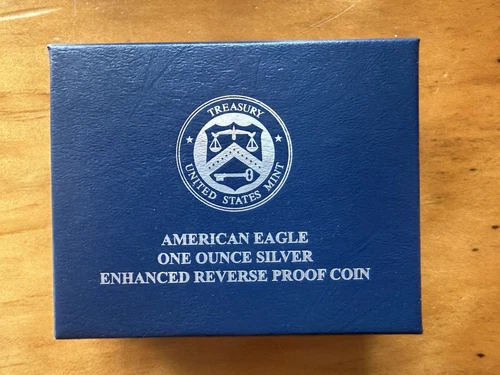 TREASURY
UNITED STATES MINT
AMERICAN EAGLE
ONE OUNCE SILVER
ENHANCED REVERSE PROOF COIN